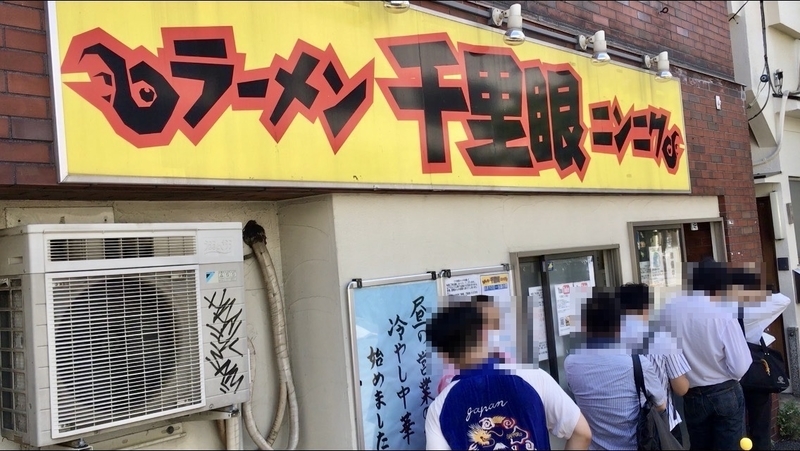 ラーメン 千里眼 ニンニク
昼の営業の
冷やし中華
始めました
Japan